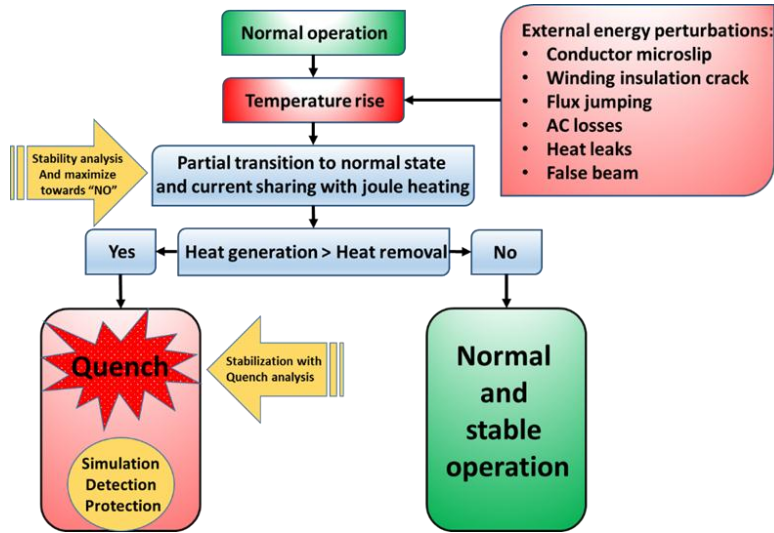 Normal operation
External energy perturbations:
• Conductor microslip
• Winding insulation crack
• Flux jumping
• AC losses
• Heat leaks
• False beam
Temperature rise
Stability analysis
And maximize
towards “NO”
Partial transition to normal state
and current sharing with joule heating
Yes
Heat generation > Heat removal
No
Quench
Stabilization with
Quench analysis
Simulation
Detection
Protection
Normal
and
stable
operation